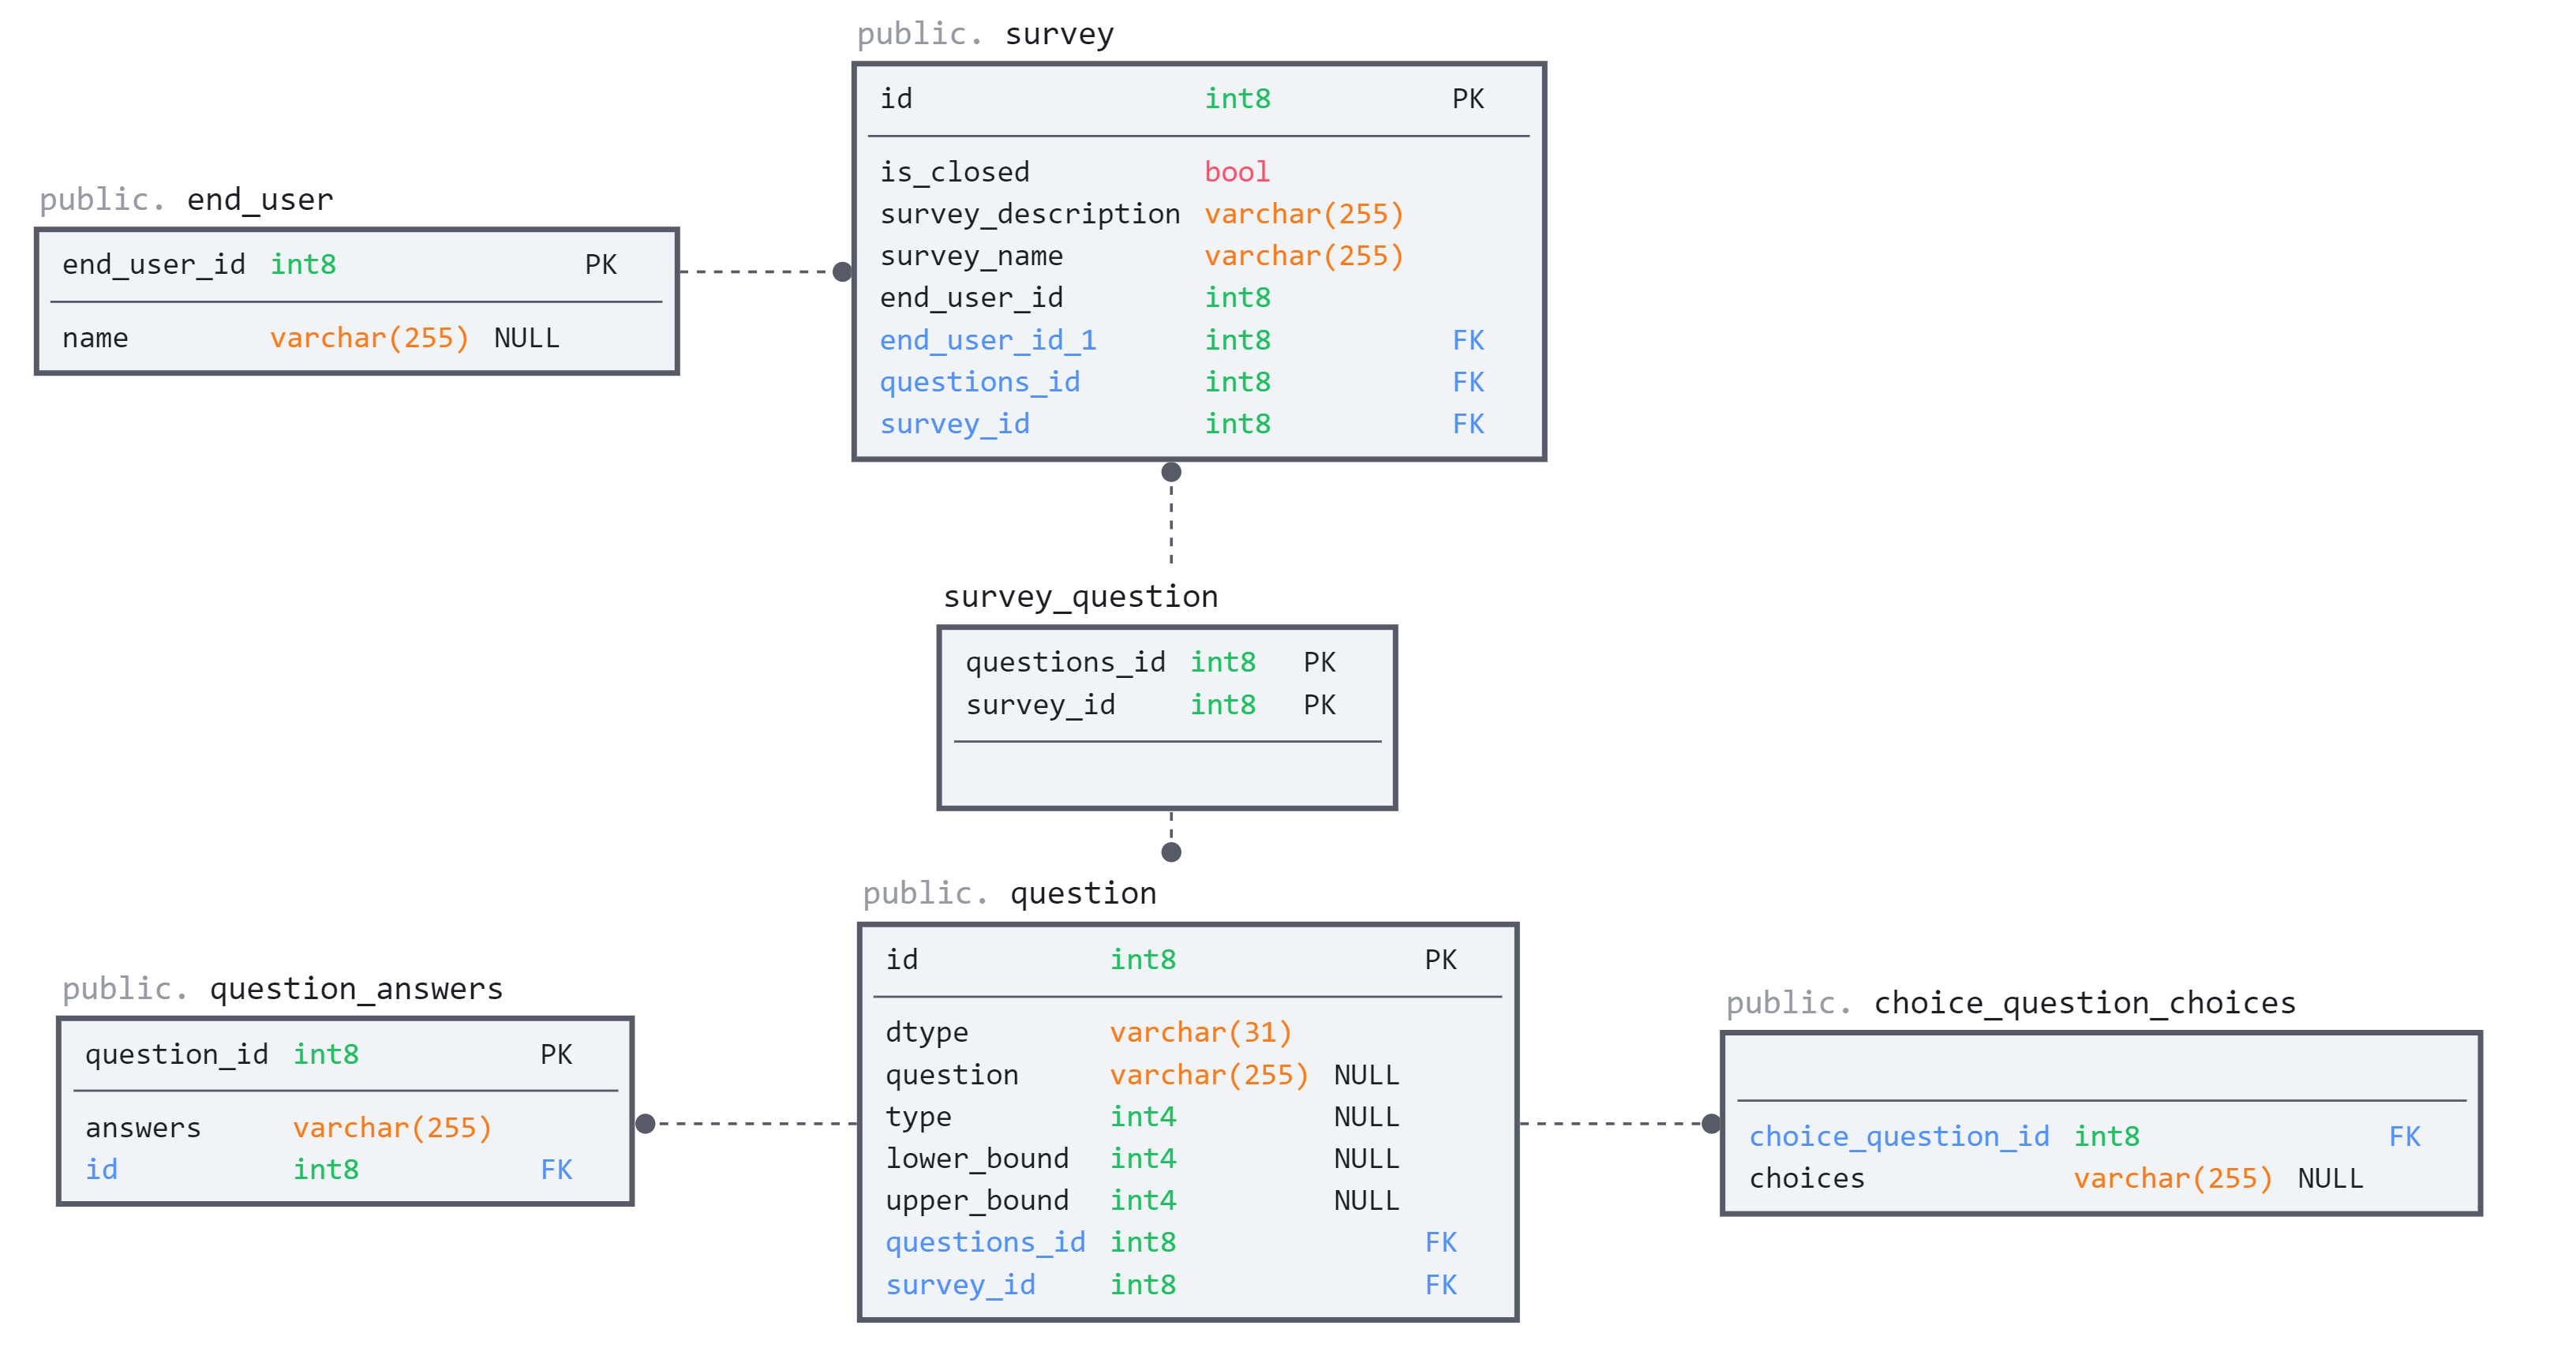 public. survey
id int8 PK
is_closed bool
survey_description varchar(255)
survey_name varchar(255)
end_user_id int8
end_user_id_1 int8 FK
questions_id int8 FK
survey_id int8 FK
public. end_user
end_user_id int8 PK
name varchar(255) NULL
survey_question
questions_id int8 PK
survey_id int8 PK
public. question
id int8 PK
dtype varchar(31)
question varchar(255) NULL
type int4 NULL
lower_bound int4 NULL
upper_bound int4 NULL
questions_id int8 FK
survey_id int8 FK
public. question_answers
question_id int8 PK
answers varchar(255)
id int8 FK
public. choice_question_choices
choice_question_id int8 FK
choices varchar(255) NULL